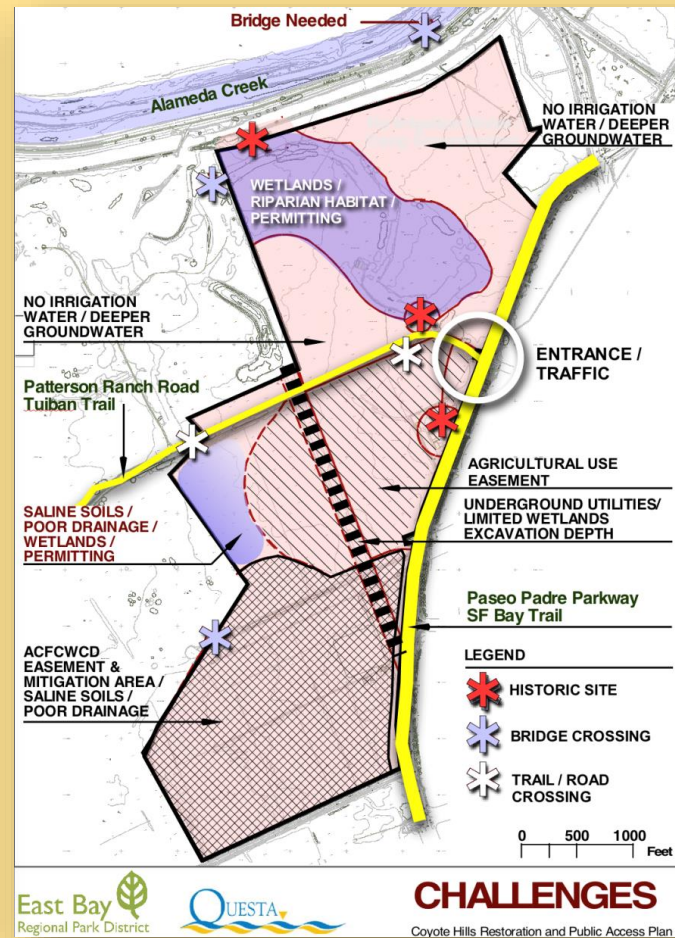 Bridge Needed
Alameda Creek
NO IRRIGATION
WATER / DEEPER
GROUNDWATER
WETLANDS /
RIPARIAN HABITAT /
PERMITTING
NO IRRIGATION
WATER / DEEPER
GROUNDWATER
ENTRANCE /
TRAFFIC
Patterson Ranch Road
Tuiban Trail
AGRICULTURAL USE
EASEMENT
UNDERGROUND UTILITIES/
LIMITED WETLANDS
EXCAVATION DEPTH
SALINE SOILS /
POOR DRAINAGE /
WETLANDS /
PERMITTING
Paseo Padre Parkway
SF Bay Trail
ACFCWCD
EASEMENT &
MITIGATION AREA /
SALINE SOILS /
POOR DRAINAGE
LEGEND
HISTORIC SITE
BRIDGE CROSSING
TRAIL / ROAD
CROSSING
0 500 1000
Feet
East Bay
Regional Park District
QUESTA
CHALLENGES
Coyote Hills Restoration and Public Access Plan